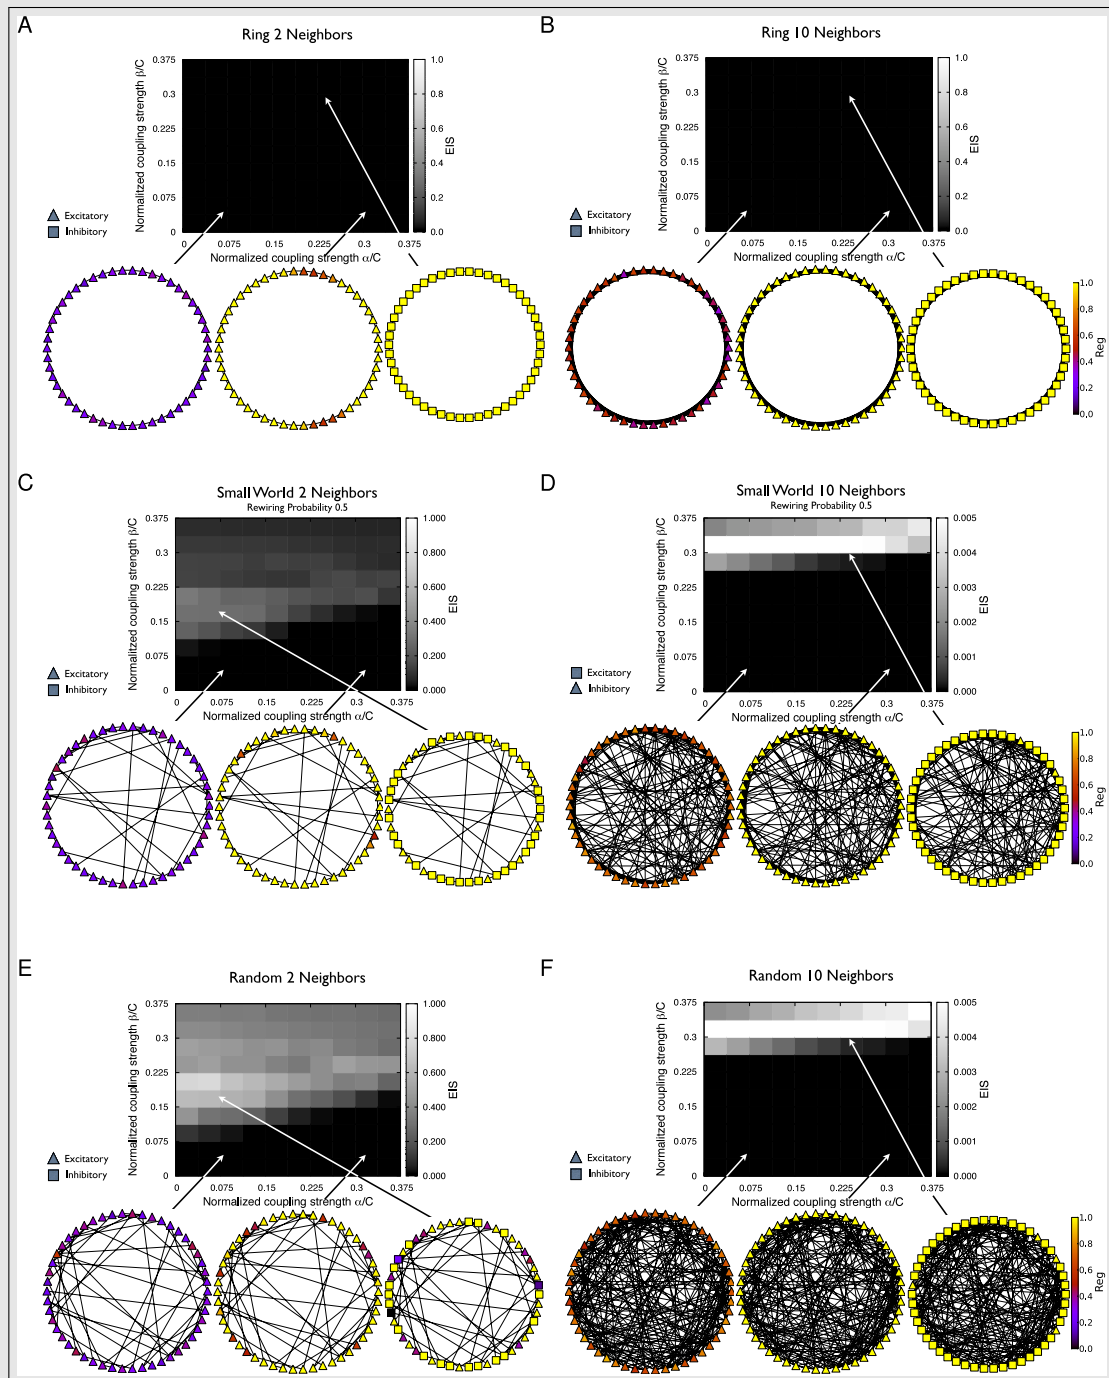 A
Ring 2 Neighbors
Normalitzed coupling strength β/C
0.375
0.3
0.225
0.15
0.075
0
0 0.075 0.15 0.225 0.3 0.375
Normalized coupling strength α/C
1.0
0.8
0.6
0.4
0.2
0.0
EIS
Excitatory
Inhibitory
B
Ring 10 Neighbors
Normalitzed coupling strength β/C
0.375
0.3
0.225
0.15
0.075
0
0 0.075 0.15 0.225 0.3 0.375
Normalized coupling strength α/C
1.0
0.8
0.6
0.4
0.2
0.0
EIS
Excitatory
Inhibitory
1.0
0.8
0.6
0.4
0.2
0.0
Reg
C
Small World 2 Neighbors
Rewiring Probability 0.5
Normalitzed coupling strength β/C
0.375
0.3
0.225
0.15
0.075
0
0 0.075 0.15 0.225 0.3 0.375
Normalized coupling strength α/C
1.000
0.800
0.600
0.400
0.200
0.000
EIS
Excitatory
Inhibitory
D
Small World 10 Neighbors
Rewiring Probability 0.5
Normalitzed coupling strength β/C
0.375
0.3
0.225
0.15
0.075
0
0 0.075 0.15 0.225 0.3 0.375
Normalized coupling strength α/C
0.005
0.004
0.003
0.002
0.001
0.000
EIS
Excitatory
Inhibitory
1.0
0.8
0.6
0.4
0.2
0.0
Reg
E
Random 2 Neighbors
Normalitzed coupling strength β/C
0.375
0.3
0.225
0.15
0.075
0
0 0.075 0.15 0.225 0.3 0.375
Normalized coupling strength α/C
1.000
0.800
0.600
0.400
0.200
0.000
EIS
Excitatory
Inhibitory
F
Random 10 Neighbors
Normalitzed coupling strength β/C
0.375
0.3
0.225
0.15
0.075
0
0 0.075 0.15 0.225 0.3 0.375
Normalized coupling strength α/C
0.005
0.004
0.003
0.002
0.001
0.000
EIS
Excitatory
Inhibitory
1.0
0.8
0.6
0.4
0.2
0.0
Reg